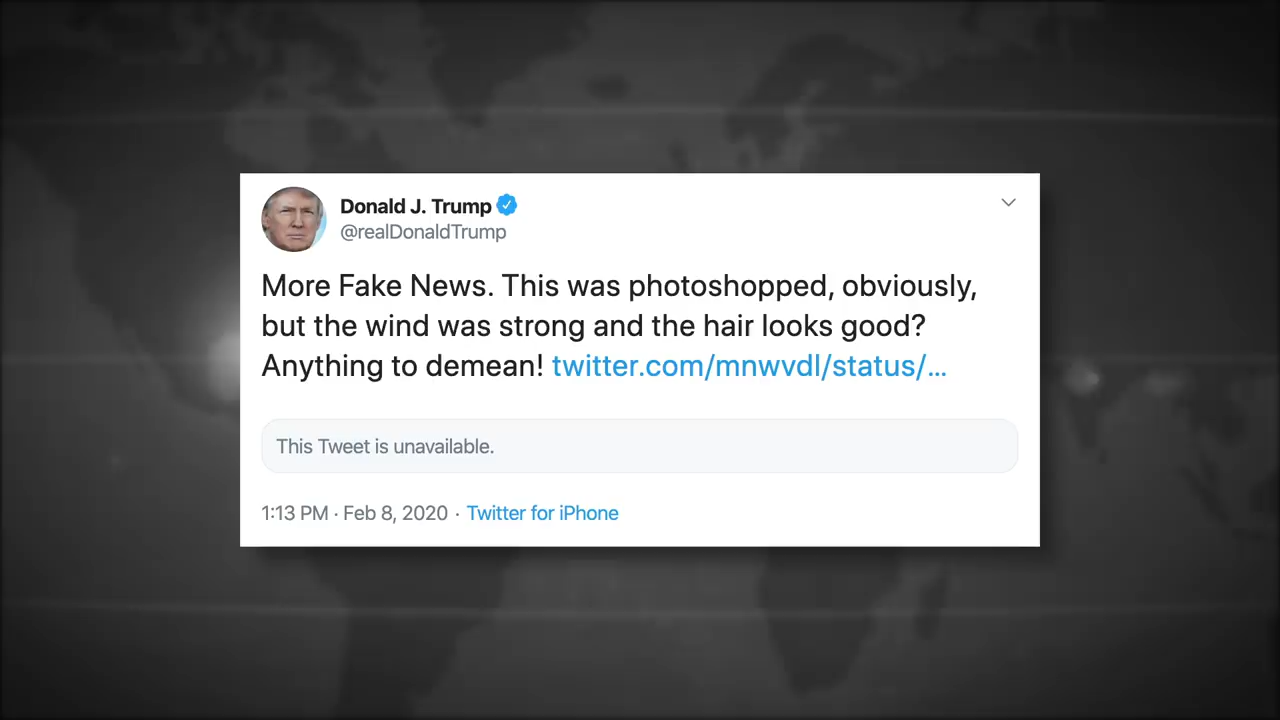 Donald J. Trump
@realDonaldTrump
More Fake News. This was photoshopped, obviously,
but the wind was strong and the hair looks good?
Anything to demean! twitter.com/mnwvdl/status/…
This Tweet is unavailable.
1:13 PM · Feb 8, 2020 · Twitter for iPhone